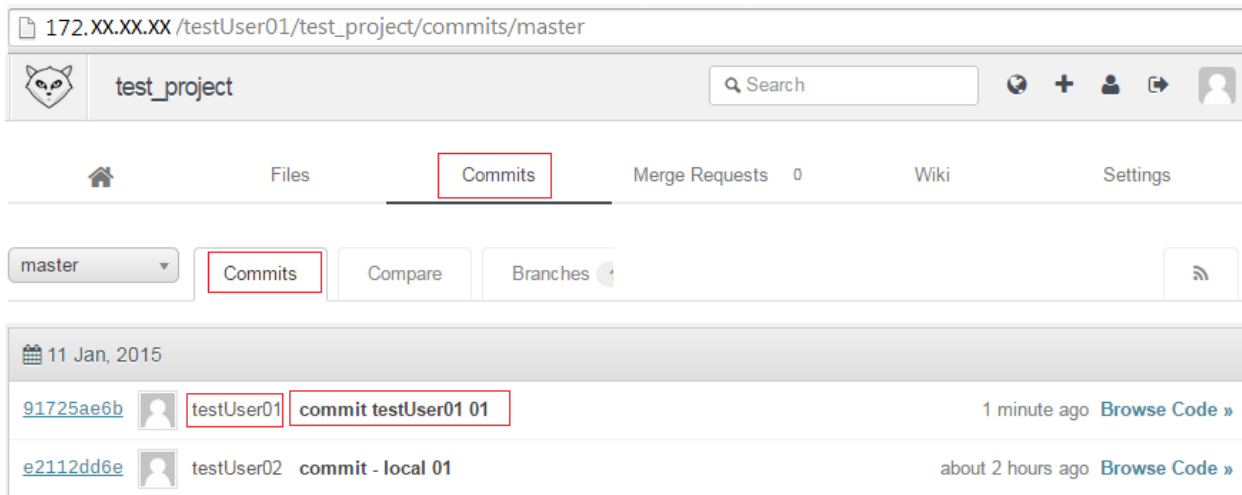 172.XX.XX.XX /testUser01/test_project/commits/master
test_project Search
Files Commits Merge Requests 0 Wiki Settings
master Commits Compare Branches
11 Jan, 2015
91725ae6b testUser01 commit testUser01 01 1 minute ago Browse Code »
e2112dd6e testUser02 commit - local 01 about 2 hours ago Browse Code »